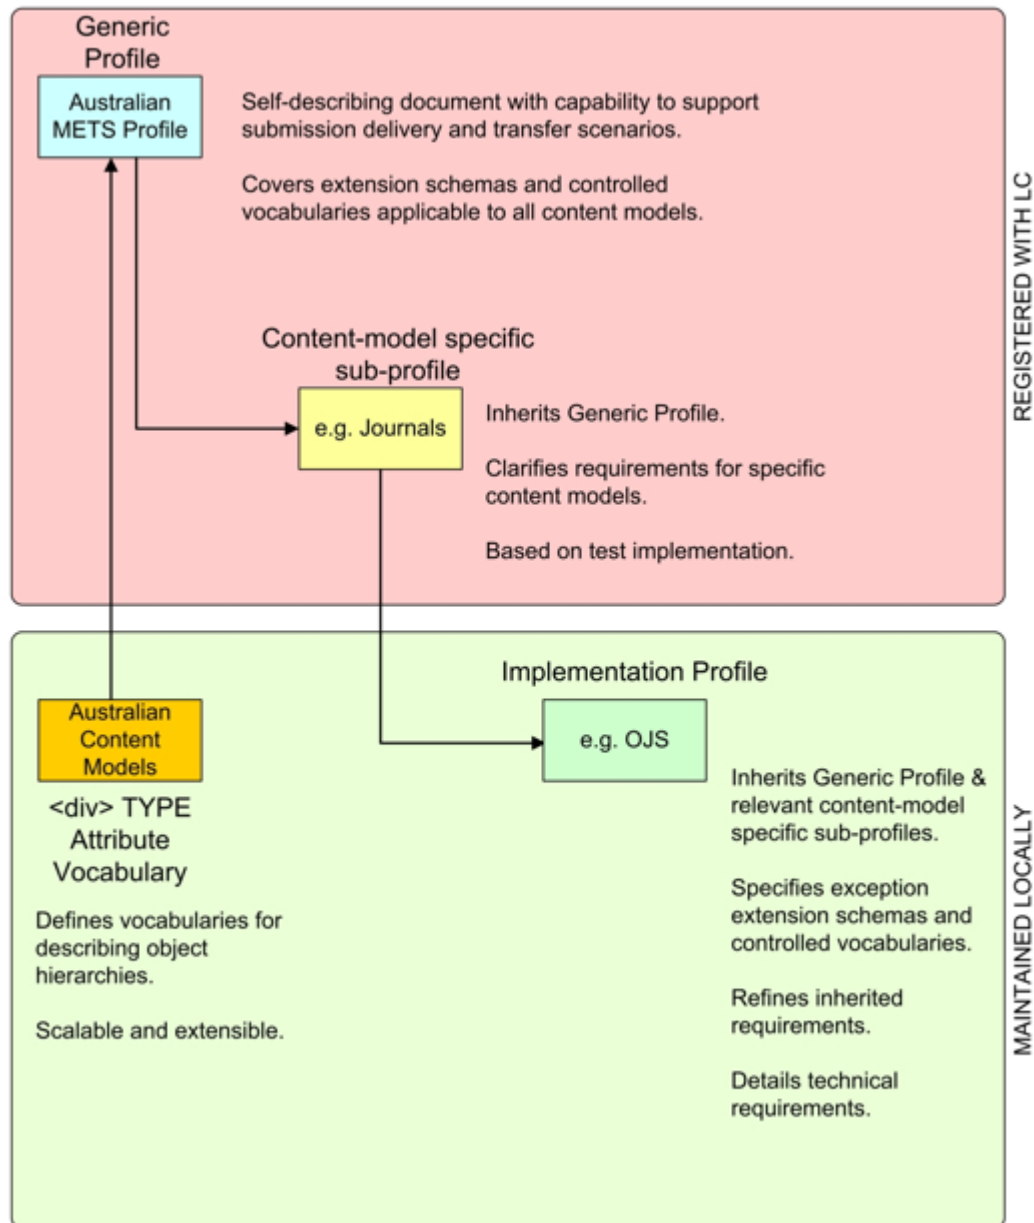 Generic
Profile
Australian
METS Profile
Self-describing document with capability to support
submission delivery and transfer scenarios.
Covers extension schemas and controlled
vocabularies applicable to all content models.
Content-model specific
sub-profile
e.g. Journals
Inherits Generic Profile.
Clarifies requirements for specific
content models.
Based on test implementation.
REGISTERED WITH LC
Implementation Profile
Australian
Content
Models
e.g. OJS
<div> TYPE
Attribute
Vocabulary
Defines vocabularies for
describing object
hierarchies.
Scalable and extensible.
Inherits Generic Profile &
relevant content-model
specific sub-profiles.
Specifies exception
extension schemas and
controlled vocabularies.
Refines inherited
requirements.
Details technical
requirements.
MAINTAINED LOCALLY